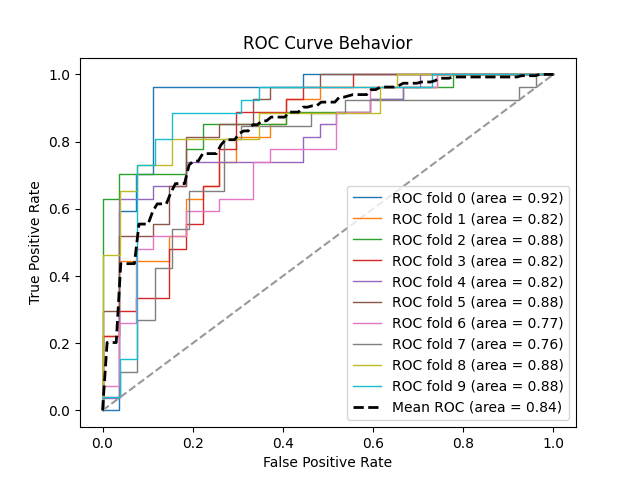 ROC Curve Behavior
True Positive Rate
1.0
0.8
0.6
0.4
0.2
0.0
ROC fold 0 (area = 0.92)
ROC fold 1 (area = 0.82)
ROC fold 2 (area = 0.88)
ROC fold 3 (area = 0.82)
ROC fold 4 (area = 0.82)
ROC fold 5 (area = 0.88)
ROC fold 6 (area = 0.77)
ROC fold 7 (area = 0.76)
ROC fold 8 (area = 0.88)
ROC fold 9 (area = 0.88)
Mean ROC (area = 0.84)
0.0 0.2 0.4 0.6 0.8 1.0
False Positive Rate